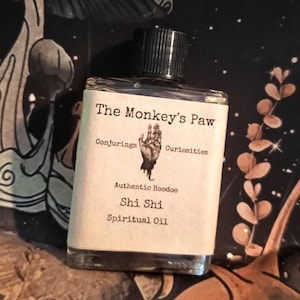 The Monkey's Paw
Conjurings Curiosities
Authentic Hoodoo
Shi Shi
Spiritual Oil